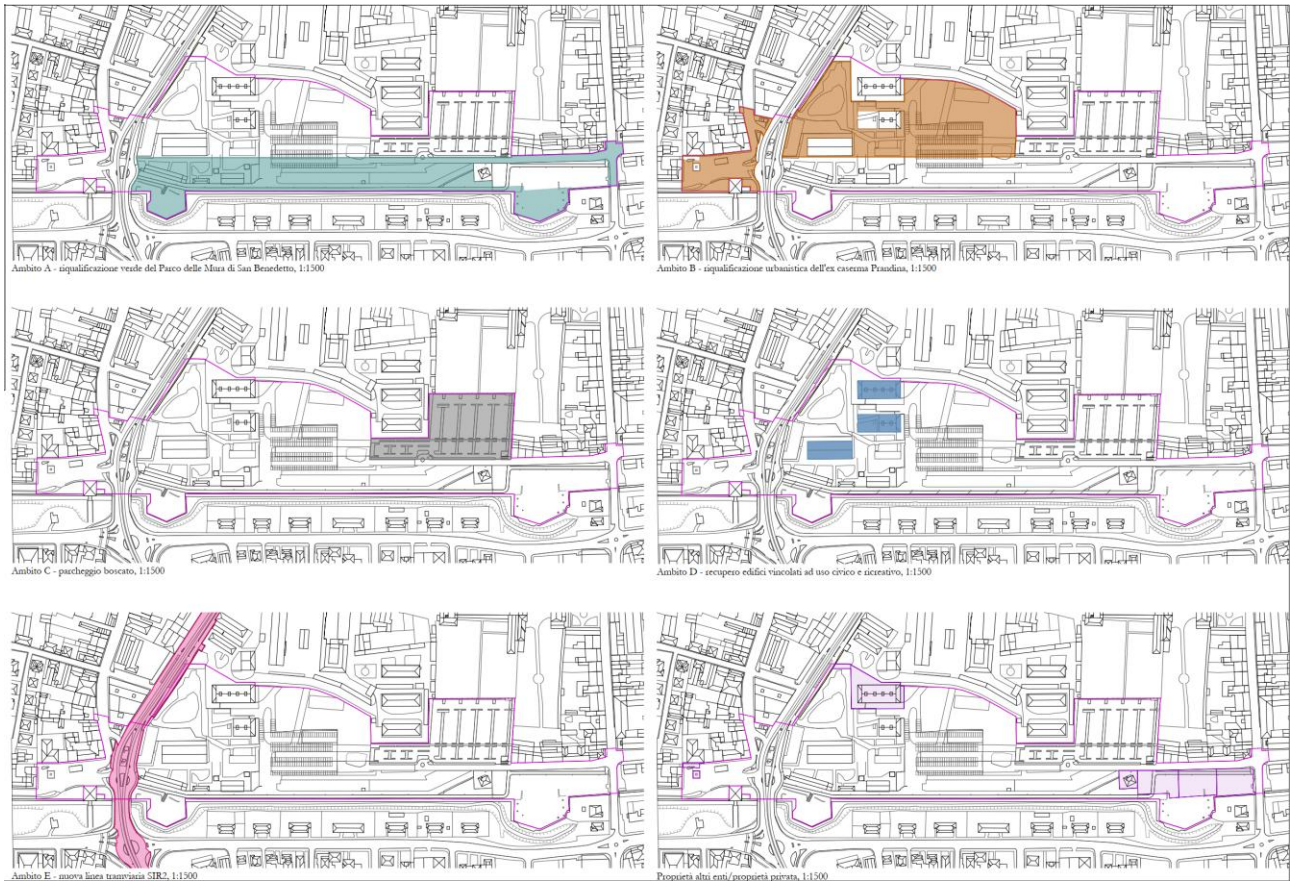 Ambito A - riqualificazione verde del Parco delle Mura di San Benedetto, 1:1500
Ambito B - riqualificazione urbanistica dell'ex caserma Prandina, 1:1500
Ambito C - parcheggio boscato, 1:1500
Ambito D - recupeso edifici vincolati ad uso civico e ricreativo, 1:1500
Ambito E - nuova linea tramviaria SIR2, 1:1500
Proprietà altri enti/proprietà privata, 1:1500